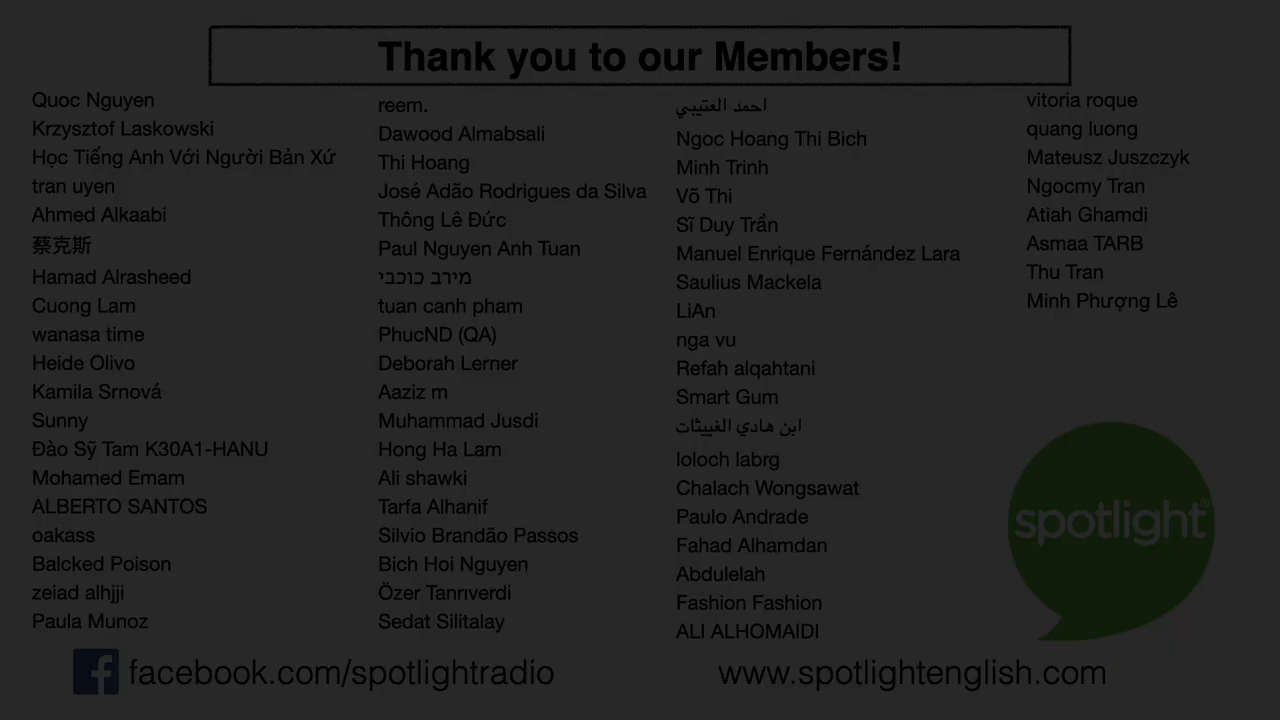 Thank you to our Members!
Quoc Nguyen
Krzysztof Laskowski
Học Tiếng Anh Với Người Bản Xứ
tran uyen
Ahmed Alkaabi
蔡克斯
Hamad Alrasheed
Cuong Lam
wanasa time
Heide Olivo
Kamila Srnová
Sunny
Đào Sỹ Tam K30A1-HANU
Mohamed Emam
ALBERTO SANTOS
oakass
Balcked Poison
zeiad alhjji
Paula Munoz
reem.
Dawood Almabsali
Thi Hoang
José Adão Rodrigues da Silva
Thông Lê Đức
Paul Nguyen Anh Tuan
מירב כוכבי
tuan canh pham
PhucND (QA)
Deborah Lerner
Aaziz m
Muhammad Jusdi
Hong Ha Lam
Ali shawki
Tarfa Alhanif
Silvio Brandão Passos
Bich Hoi Nguyen
Özer Tanrıverdi
Sedat Silitalay
احمد العتيبي
Ngoc Hoang Thi Bich
Minh Trinh
Võ Thi
Sĩ Duy Trần
Manuel Enrique Fernández Lara
Saulius Mackela
LiAn
nga vu
Refah alqahtani
Smart Gum
ابن هادي الغييثات
loloch labrg
Chalach Wongsawat
Paulo Andrade
Fahad Alhamdan
Abdulelah
Fashion Fashion
ALI ALHOMAIDI
vitoria roque
quang luong
Mateusz Juszczyk
Ngocmy Tran
Atiah Ghamdi
Asmaa TARB
Thu Tran
Minh Phượng Lê
spotlight®
facebook.com/spotlightradio
www.spotlightenglish.com